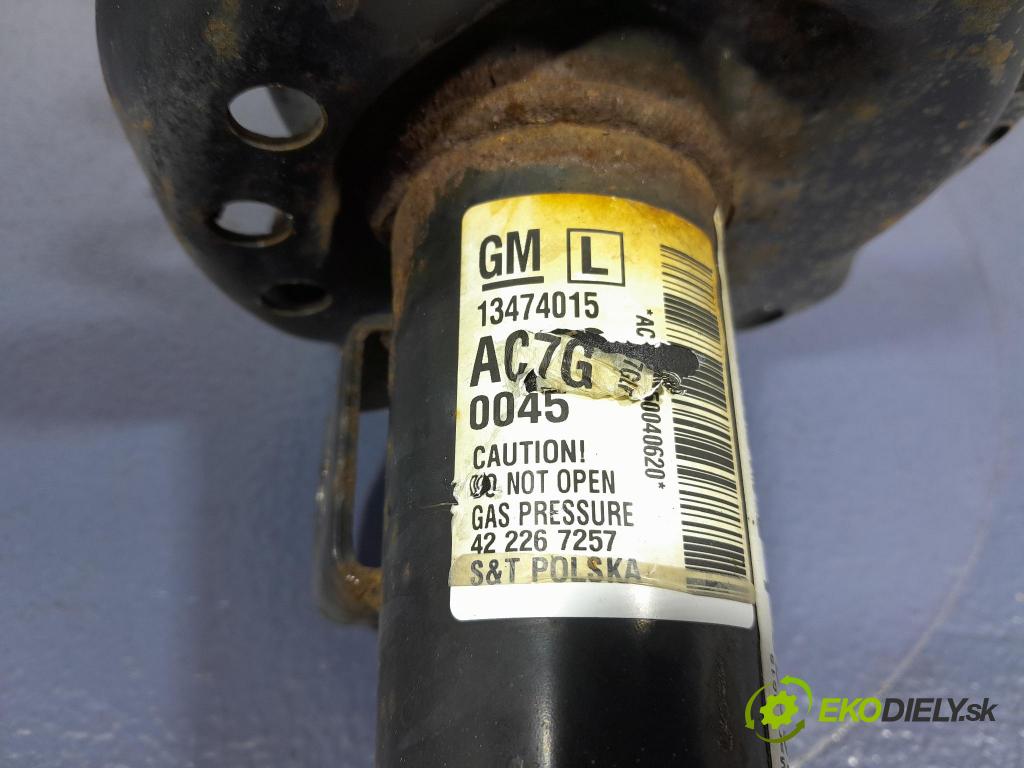 GM L
13474015
AC7G
0045
CAUTION!
NOT OPEN
GAS PRESSURE
42 226 7257
S&T POLSKA
EKODIELY.sk